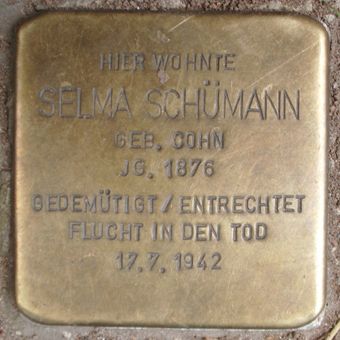 HIER WOHNTE
SELMA SCHÜMANN
GEB. COHN
JG. 1876
GEDEMÜTIGT / ENTRECHTET
FLUCHT IN DEN TOD
17.7.1942